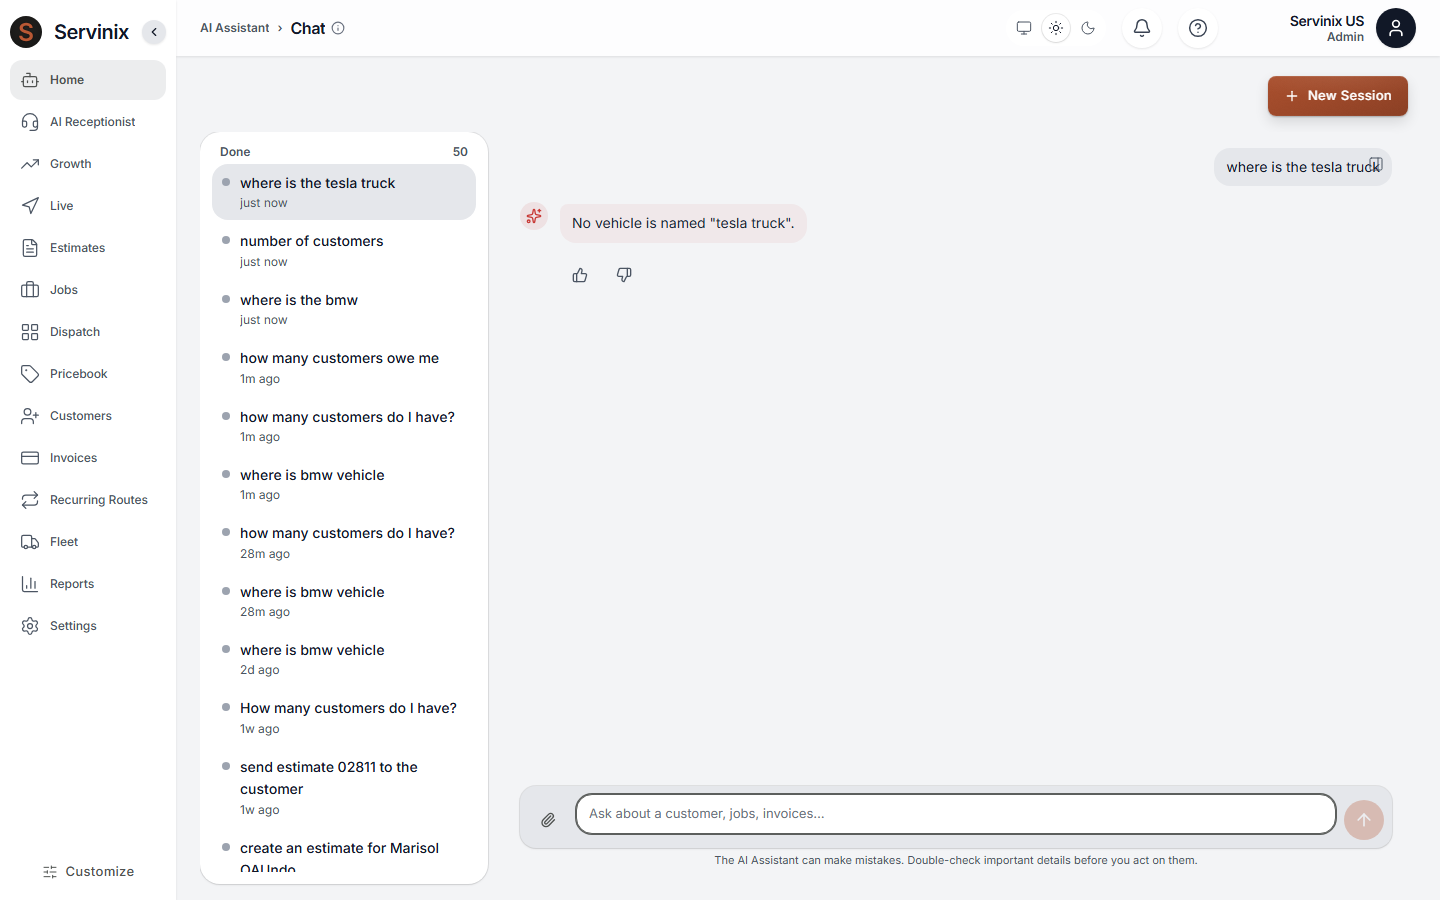 Servinix
Home
AI Receptionist
Growth
Live
Estimates
Jobs
Dispatch
Pricebook
Customers
Invoices
Recurring Routes
Fleet
Reports
Settings
Customize
AI Assistant › Chat
Servinix US
Admin
+ New Session
Done 50
where is the tesla truck
just now
number of customers
just now
where is the bmw
just now
how many customers owe me
1m ago
how many customers do I have?
1m ago
where is bmw vehicle
1m ago
how many customers do I have?
28m ago
where is bmw vehicle
28m ago
where is bmw vehicle
2d ago
How many customers do I have?
1w ago
send estimate 02811 to the
customer
1w ago
create an estimate for Marisol
where is the tesla truck
No vehicle is named "tesla truck".
Ask about a customer, jobs, invoices...
The AI Assistant can make mistakes. Double-check important details before you act on them.